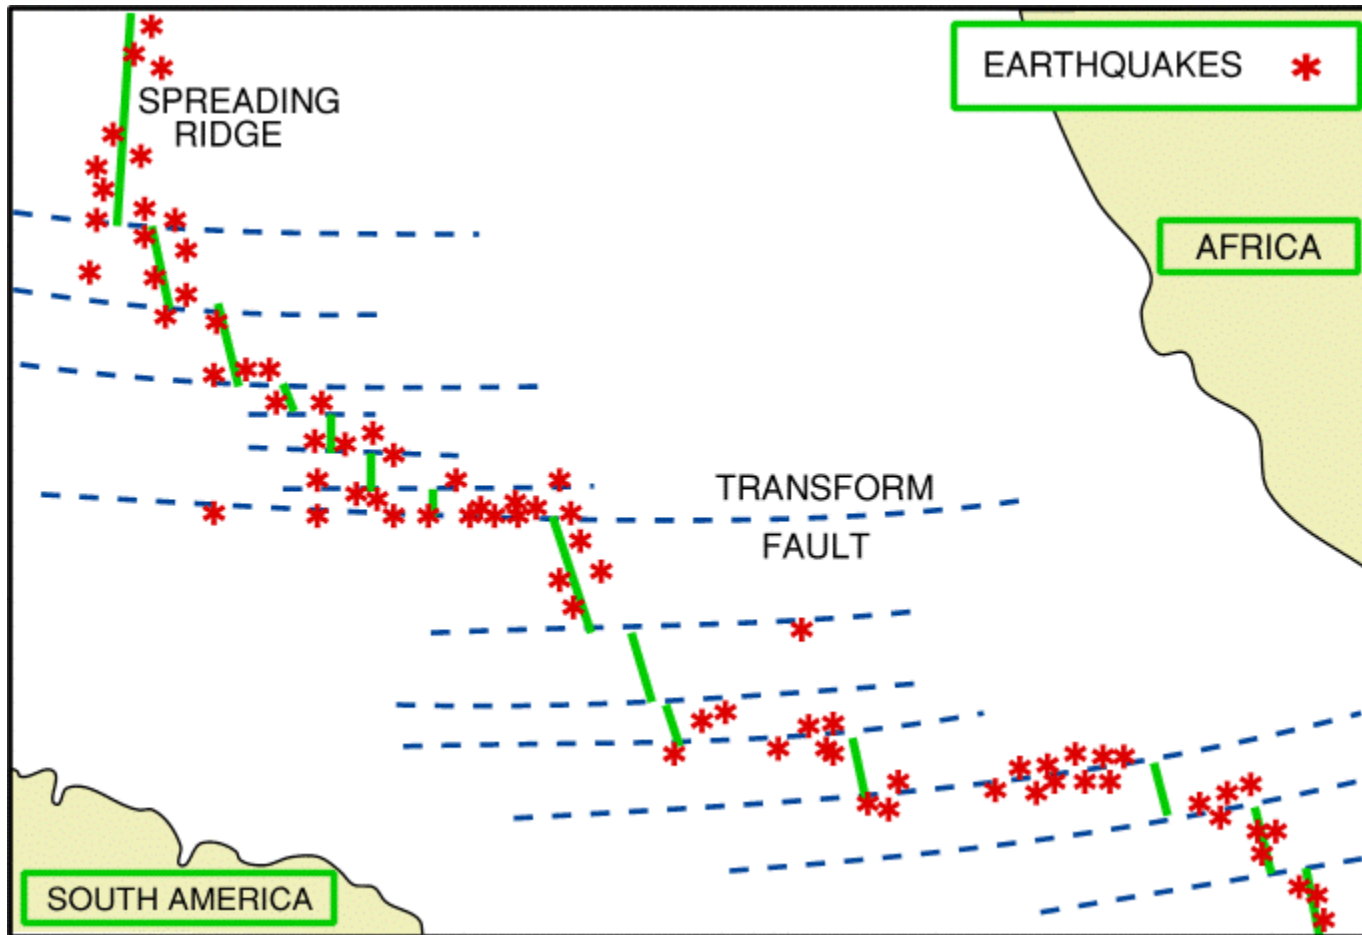 EARTHQUAKES
SPREADING
RIDGE
AFRICA
TRANSFORM
FAULT
SOUTH AMERICA